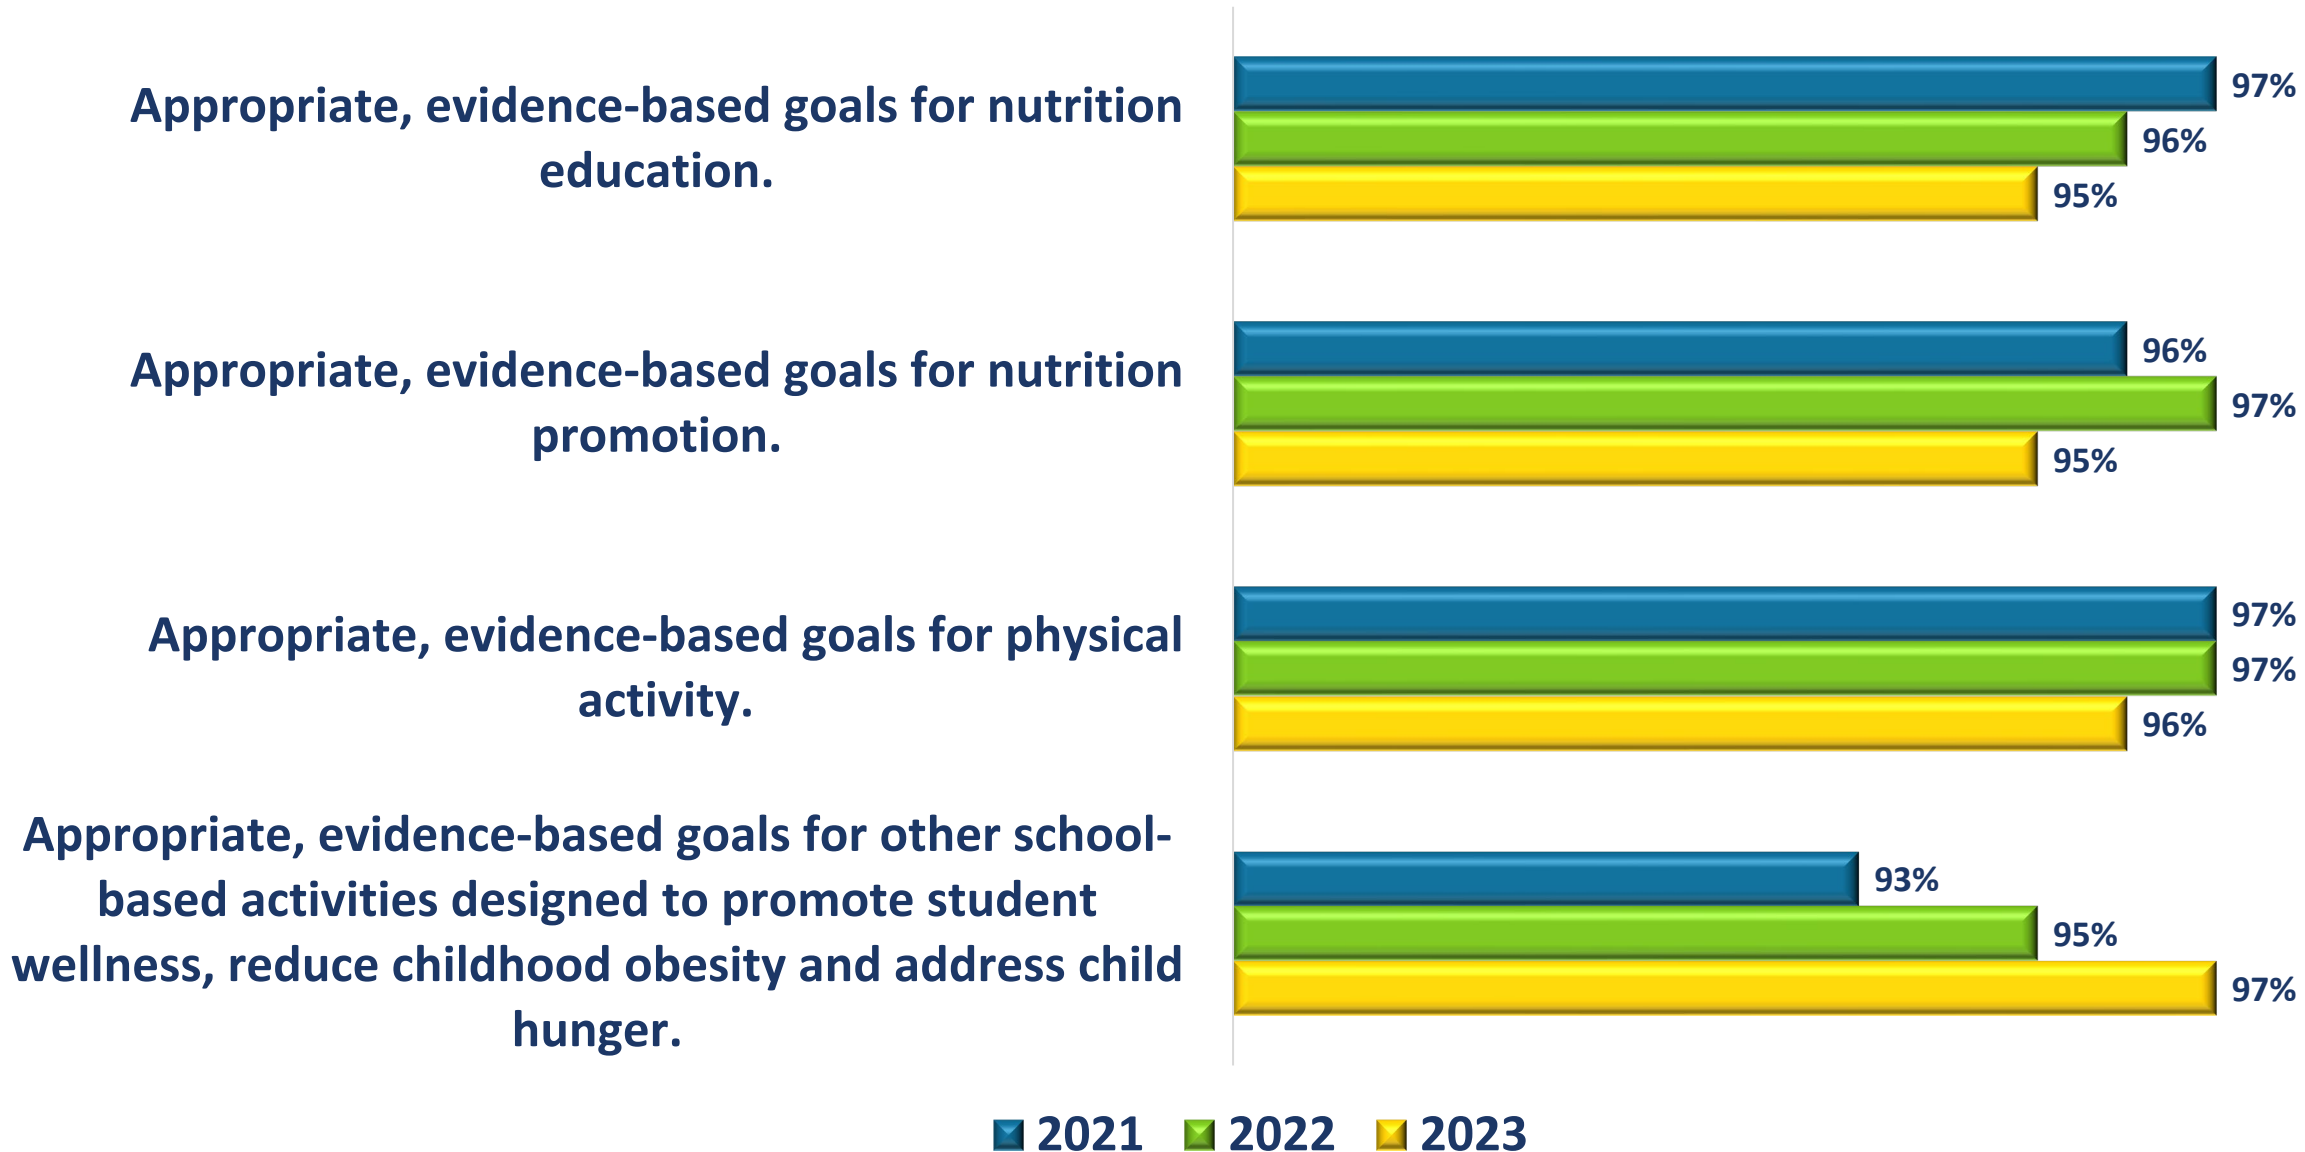 Appropriate, evidence-based goals for nutrition
education.
97%
96%
95%
Appropriate, evidence-based goals for nutrition
promotion.
96%
97%
95%
Appropriate, evidence-based goals for physical
activity.
97%
97%
96%
Appropriate, evidence-based goals for other school-
based activities designed to promote student
wellness, reduce childhood obesity and address child
hunger.
93%
95%
97%
2021 2022 2023